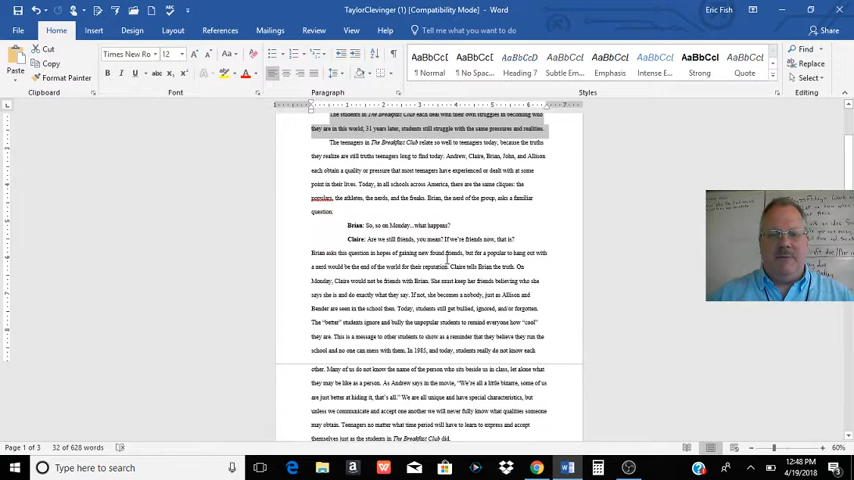 TaylorClevinger (1) [Compatibility Mode] - Word
Eric Fish
File Home Insert Draw Design Layout References Mailings Review View Tell me what you want to do... Share
Paste Cut Copy Format Painter
Times New Ro 12 Aa
B I U abc
AaBbCcI AaBbCcI AaBbCcD AaBbCcI AaBbCcI AaBbCcI AaBbCcI AaBbCcI
¶ Normal ¶ No Spac... Heading 7 Subtle Em... Emphasis Intense E... Strong Quote
Find Replace Select
Clipboard Font Paragraph Styles Editing
The students in The Breakfast Club each deal with their own struggles in becoming who
they are in this world; 31 years later, students still struggle with the same pressures and realities.
The teenagers in The Breakfast Club relate so well to teenagers today, because the truths
they realize are still truths teenagers long to find today. Andrew, Claire, Brian, John, and Allison
each obtain a quality or pressure that most teenagers have experienced or dealt with at some
point in their lives. Today, in all schools across America, there are the same cliques: the
populars, the athletes, the nerds, and the freaks. Brian, the nerd of the group, asks a familiar
question:
Brian: So, so on Monday...what happens?
Claire: Are we still friends, you mean? If we're friends now, that is?
Brian asks this question in hopes of gaining new found friends, but for a popular to hang out with
a nerd would be the end of the world for their reputation. Claire tells Brian the truth. On
Monday, Claire would not be friends with Brian. She must keep her friends believing who she
says she is and do exactly what they say. If not, she becomes a nobody, just as Allison and
Bender are seen in the school then. Today, students still get bullied, ignored, and/or forgotten.
The “better” students ignore and bully the unpopular students to remind everyone how “cool”
they are. This is a message to other students to show as a reminder that they believe they run the
school and no one can mess with them. In 1985, and today, students really do not know each
other. Many of us do not know the name of the person who sits beside us in class, let alone what
they may be like as a person. As Andrew says in the movie, “We're all a little bizarre, some of us
are just better at hiding it, that's all.” We are all unique and have special characteristics, but
unless we communicate and accept one another we will never fully know what qualities someone
may obtain. Teenagers no matter what time period will have to learn to express and accept
themselves just as the students in The Breakfast Club did.
Page 1 of 3 32 of 628 words 60%
Type here to search
12:48 PM
4/19/2018